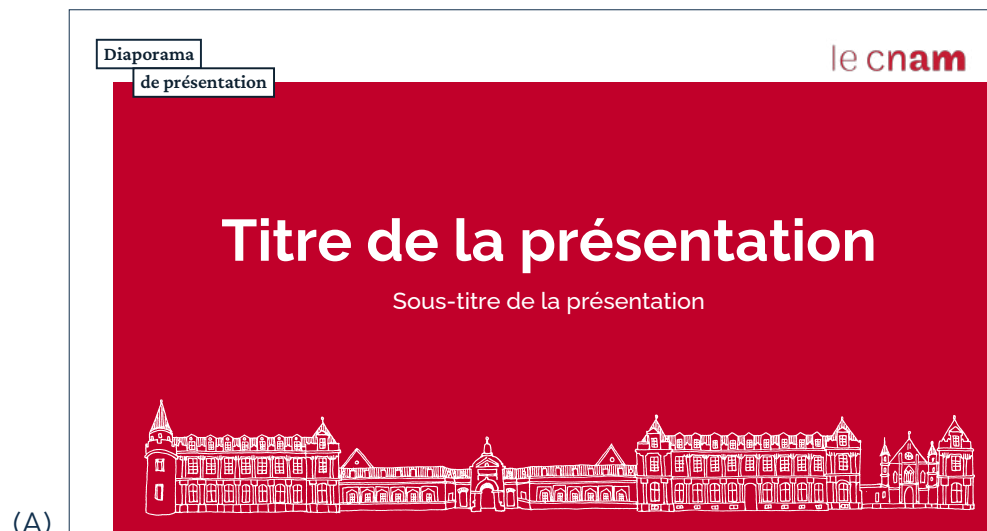 Diaporama
de présentation
le cnam
Titre de la présentation
Sous-titre de la présentation
(A)